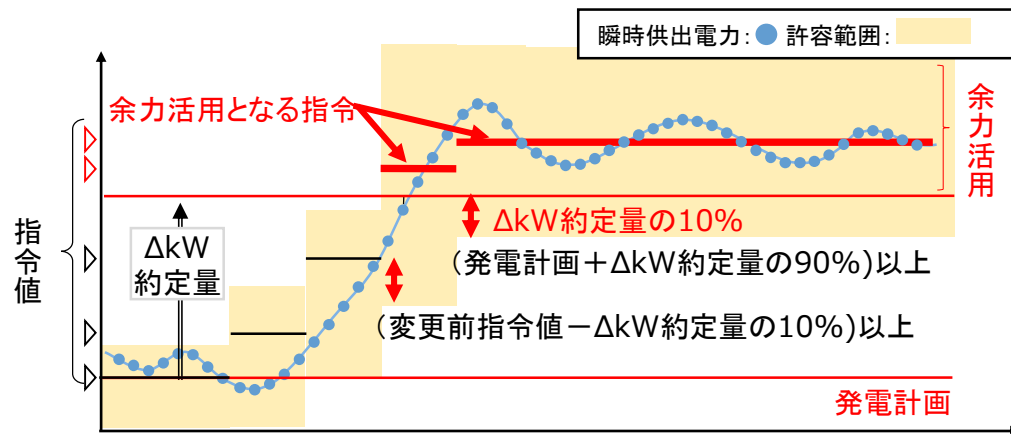 瞬時供出電力: 許容範囲:
余力活用となる指令
余力活用
指令値
ΔkW
約定量
ΔkW約定量の10%
(発電計画+ΔkW約定量の90%)以上
(変更前指令値-ΔkW約定量の10%)以上
発電計画